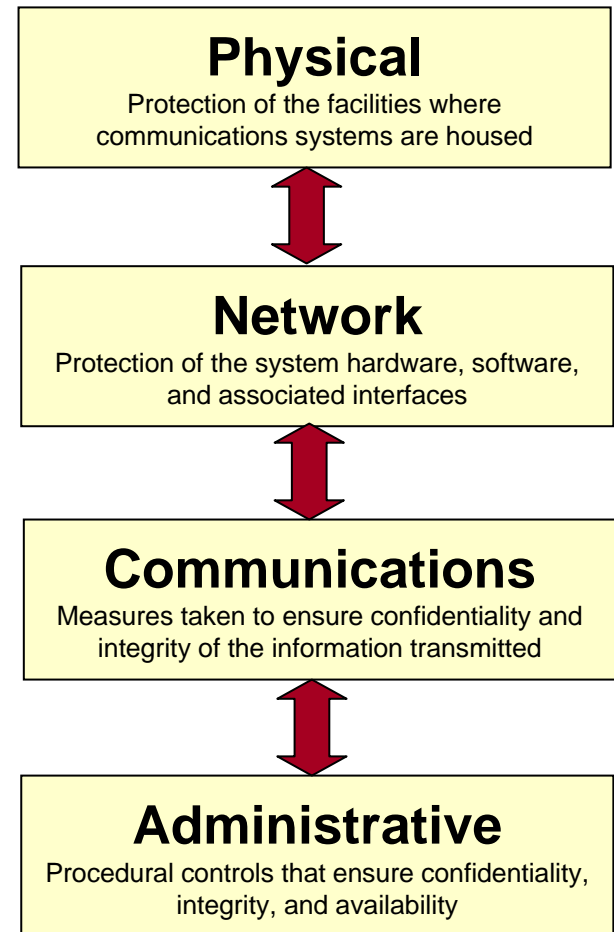 Physical
Protection of the facilities where
communications systems are housed
Network
Protection of the system hardware, software,
and associated interfaces
Communications
Measures taken to ensure confidentiality and
integrity of the information transmitted
Administrative
Procedural controls that ensure confidentiality,
integrity, and availability